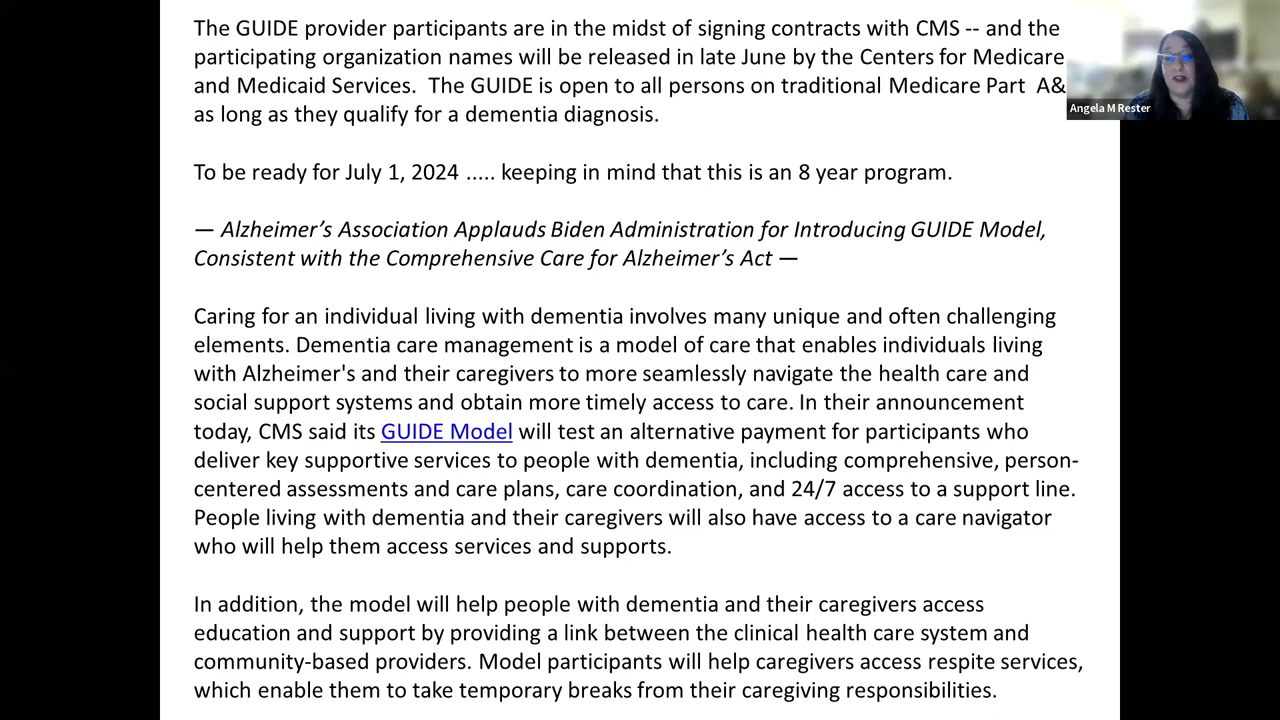 The GUIDE provider participants are in the midst of signing contracts with CMS -- and the
participating organization names will be released in late June by the Centers for Medicare
and Medicaid Services.  The GUIDE is open to all persons on traditional Medicare Part  A&
as long as they qualify for a dementia diagnosis.
Angela M Rester
To be ready for July 1, 2024 ..... keeping in mind that this is an 8 year program.
— Alzheimer’s Association Applauds Biden Administration for Introducing GUIDE Model,
Consistent with the Comprehensive Care for Alzheimer’s Act —
Caring for an individual living with dementia involves many unique and often challenging
elements. Dementia care management is a model of care that enables individuals living
with Alzheimer's and their caregivers to more seamlessly navigate the health care and
social support systems and obtain more timely access to care. In their announcement
today, CMS said its GUIDE Model will test an alternative payment for participants who
deliver key supportive services to people with dementia, including comprehensive, person-
centered assessments and care plans, care coordination, and 24/7 access to a support line.
People living with dementia and their caregivers will also have access to a care navigator
who will help them access services and supports.
In addition, the model will help people with dementia and their caregivers access
education and support by providing a link between the clinical health care system and
community-based providers. Model participants will help caregivers access respite services,
which enable them to take temporary breaks from their caregiving responsibilities.